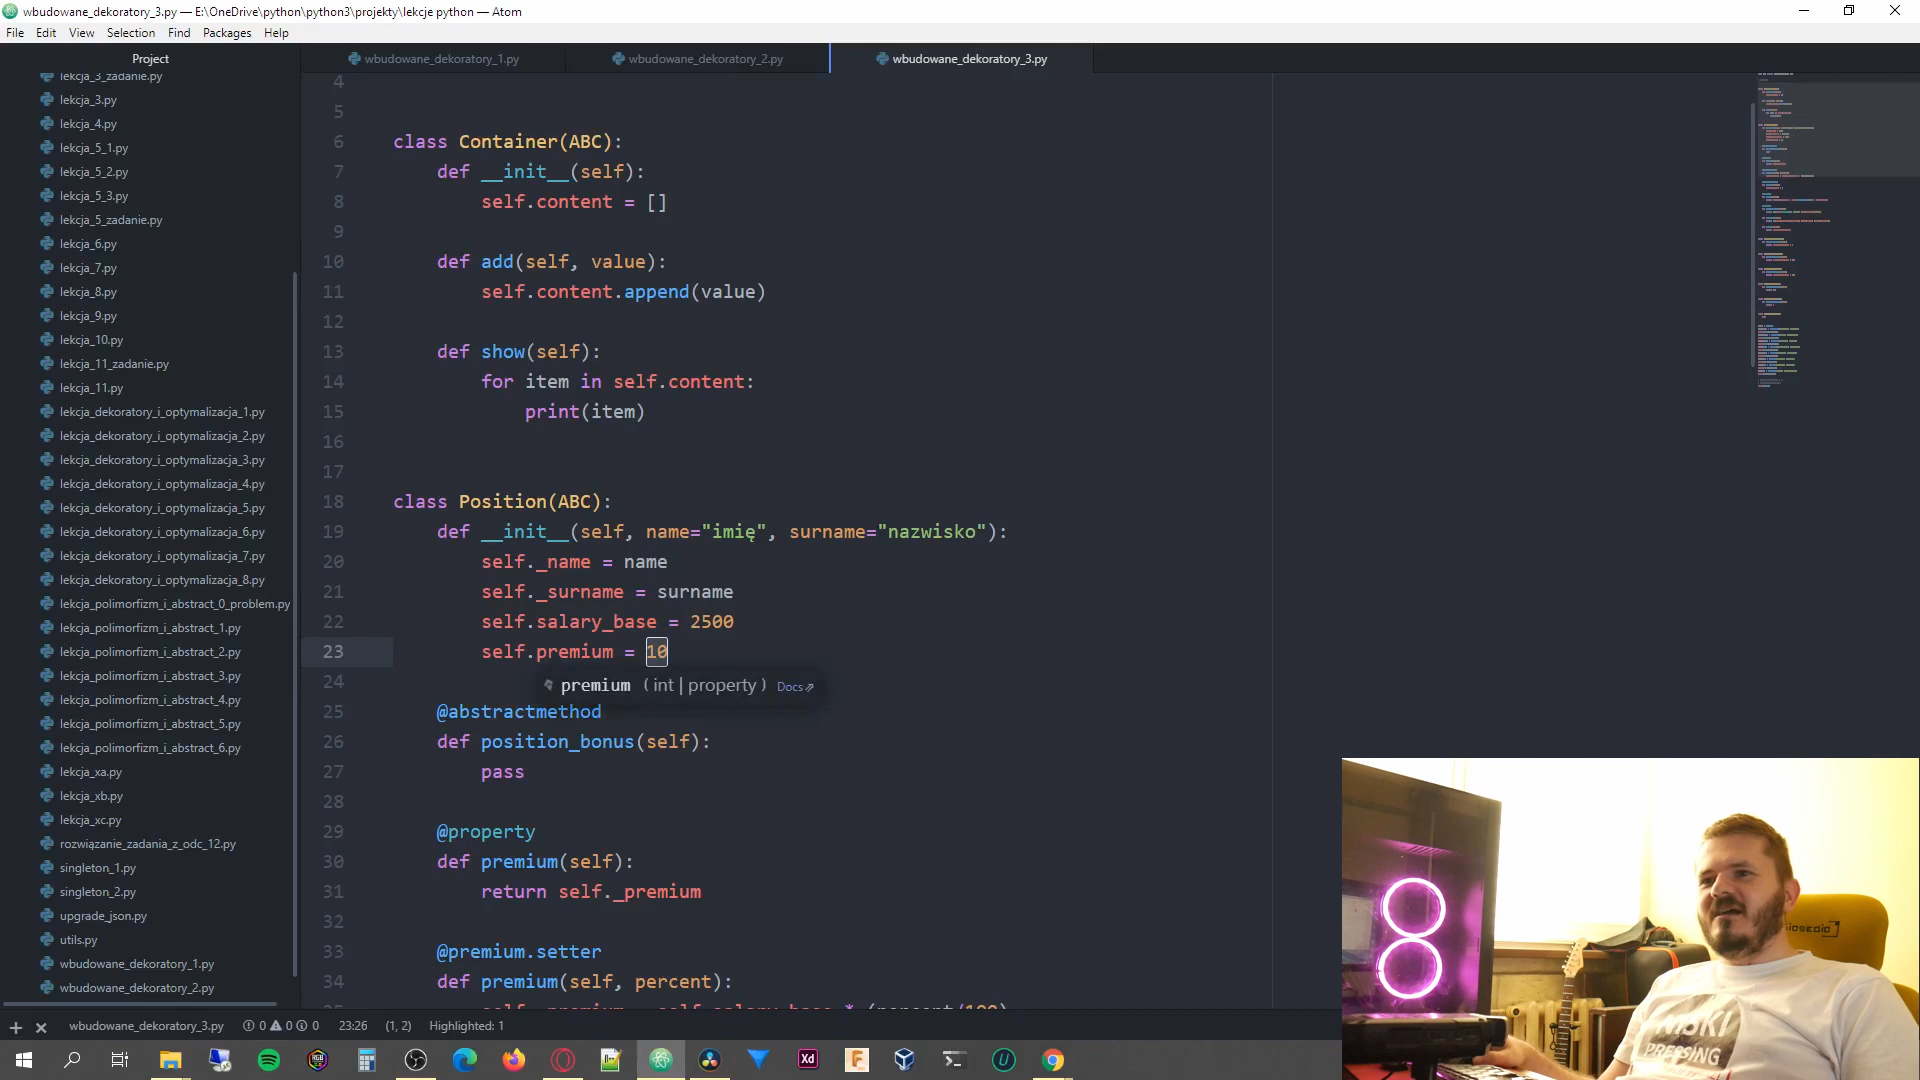 wbudowane_dekoratory_3.py — E:\OneDrive\python\python3\projekty\lekcje python — Atom
File Edit View Selection Find Packages Help
Project
wbudowane_dekoratory_1.py
wbudowane_dekoratory_2.py
wbudowane_dekoratory_3.py
lekcja_3_zadanie.py
lekcja_3.py
lekcja_4.py
lekcja_5_1.py
lekcja_5_2.py
lekcja_5_3.py
lekcja_5_zadanie.py
lekcja_6.py
lekcja_7.py
lekcja_8.py
lekcja_9.py
lekcja_10.py
lekcja_11_zadanie.py
lekcja_11.py
lekcja_dekoratory_i_optymalizacja_1.py
lekcja_dekoratory_i_optymalizacja_2.py
lekcja_dekoratory_i_optymalizacja_3.py
lekcja_dekoratory_i_optymalizacja_4.py
lekcja_dekoratory_i_optymalizacja_5.py
lekcja_dekoratory_i_optymalizacja_6.py
lekcja_dekoratory_i_optymalizacja_7.py
lekcja_dekoratory_i_optymalizacja_8.py
lekcja_polimorfizm_i_abstract_0_problem.py
lekcja_polimorfizm_i_abstract_1.py
lekcja_polimorfizm_i_abstract_2.py
lekcja_polimorfizm_i_abstract_3.py
lekcja_polimorfizm_i_abstract_4.py
lekcja_polimorfizm_i_abstract_5.py
lekcja_polimorfizm_i_abstract_6.py
lekcja_xa.py
lekcja_xb.py
lekcja_xc.py
rozwiązanie_zadania_z_odc_12.py
singleton_1.py
singleton_2.py
upgrade_json.py
utils.py
wbudowane_dekoratory_1.py
wbudowane_dekoratory_2.py
4
5
6 class Container(ABC):
7 def __init__(self):
8 self.content = []
9
10 def add(self, value):
11 self.content.append(value)
12
13 def show(self):
14 for item in self.content:
15 print(item)
16
17
18 class Position(ABC):
19 def __init__(self, name="imię", surname="nazwisko"):
20 self._name = name
21 self._surname = surname
22 self.salary_base = 2500
23 self.premium = 10
24 premium (int | property) Docs
25 @abstractmethod
26 def position_bonus(self):
27 pass
28
29 @property
30 def premium(self):
31 return self._premium
32
33 @premium.setter
34 def premium(self, percent):
wbudowane_dekoratory_3.py 0 0 0 23:26 (1, 2) Highlighted: 1
Xd
PRESSING